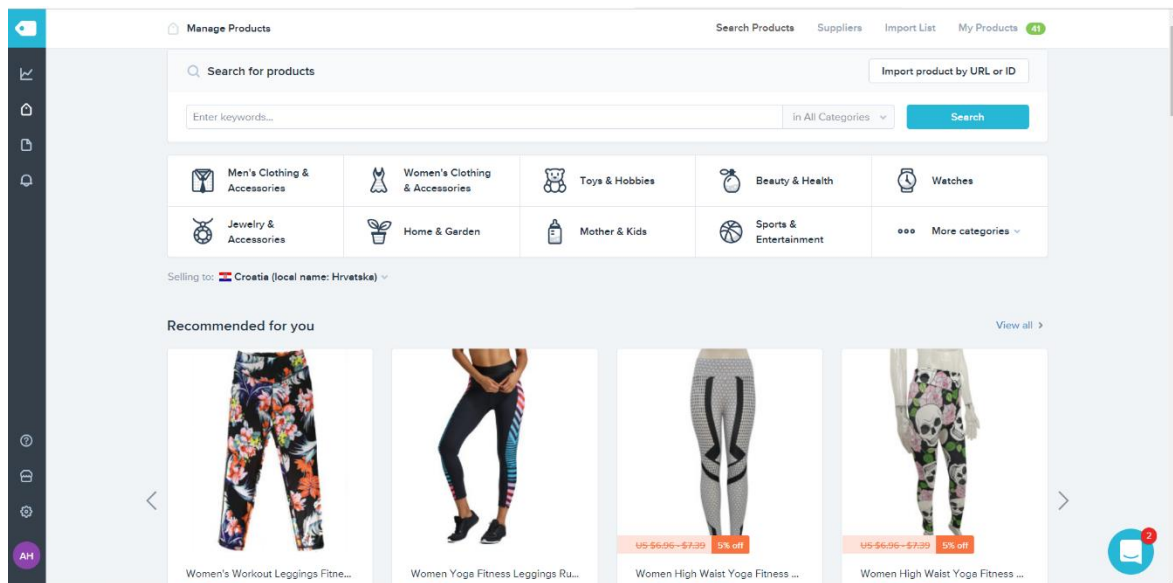 Manage Products
Search Products
Suppliers
Import List
My Products 41
Search for products
Import product by URL or ID
Enter keywords...
in All Categories
Search
Men's Clothing &
Accessories
Women's Clothing
& Accessories
Toys & Hobbies
Beauty & Health
Watches
Jewelry &
Accessories
Home & Garden
Mother & Kids
Sports &
Entertainment
More categories
Selling to: Croatia (local name: Hrvatska)
Recommended for you
View all
US $6.96 - $7.39 5% off
US $6.96 - $7.39 5% off
Women's Workout Leggings Fitne...
Women Yoga Fitness Leggings Ru...
Women High Waist Yoga Fitness ...
Women High Waist Yoga Fitness ...
AH
2